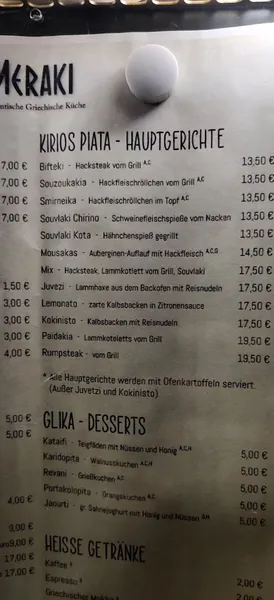 MERAKI
ntische Griechische Küche
KIRIOS PIATA - HAUPTGERICHTE
7,00 € Bifteki - Hacksteak vom Grill A,C 13,50 €
7,00 € Souzoukakia - Hackfleischröllchen vom Grill A,C 13,50 €
7,00 € Smirneika - Hackfleischröllchen im Topf A,C 13,50 €
7,00 € Souvlaki Chirino - Schweinefleischspieße vom Nacken 13,50 €
Souvlaki Kota - Hähnchenspieß gegrillt 13,50 €
Mousakas - Auberginen-Auflauf mit Hackfleisch A,C,G 14,50 €
Mix - Hacksteak, Lammkotlett vom Grill, Souvlaki 17,50 €
1,50 € Juvezi - Lammhaxe aus dem Backofen mit Reisnudeln 17,50 €
3,00 € Lemonato - zarte Kalbsbacken in Zitronensauce 17,50 €
3,00 € Kokinisto - Kalbsbacken mit Reisnudeln 17,50 €
3,00 € Paidakia - Lammkoteletts vom Grill 19,50 €
4,00 € Rumpsteak - vom Grill 19,50 €
* Alle Hauptgerichte werden mit Ofenkartoffeln serviert.
(Außer Juvetzi und Kokinisto)
GLIKA - DESSERTS
5,00 €
5,00 €
Kataifi - Teigfäden mit Nüssen und Honig A,C,H 5,00 €
Karidopita - Walnusskuchen A,C,H 5,00 €
Revani - Grießkuchen A,C 5,00 €
Portokalopita - Orangskuchen A,C 5,00 €
4,00 € Jaourti - gr. Sahnejoghurt mit Honig und Nüssen G,H 5,00 €
9,00 €
HEISSE GETRÄNKE
9,00 €
17,00 € Kaffee
17,00 € Espresso 2,00 €
Griechischer 2,00 €